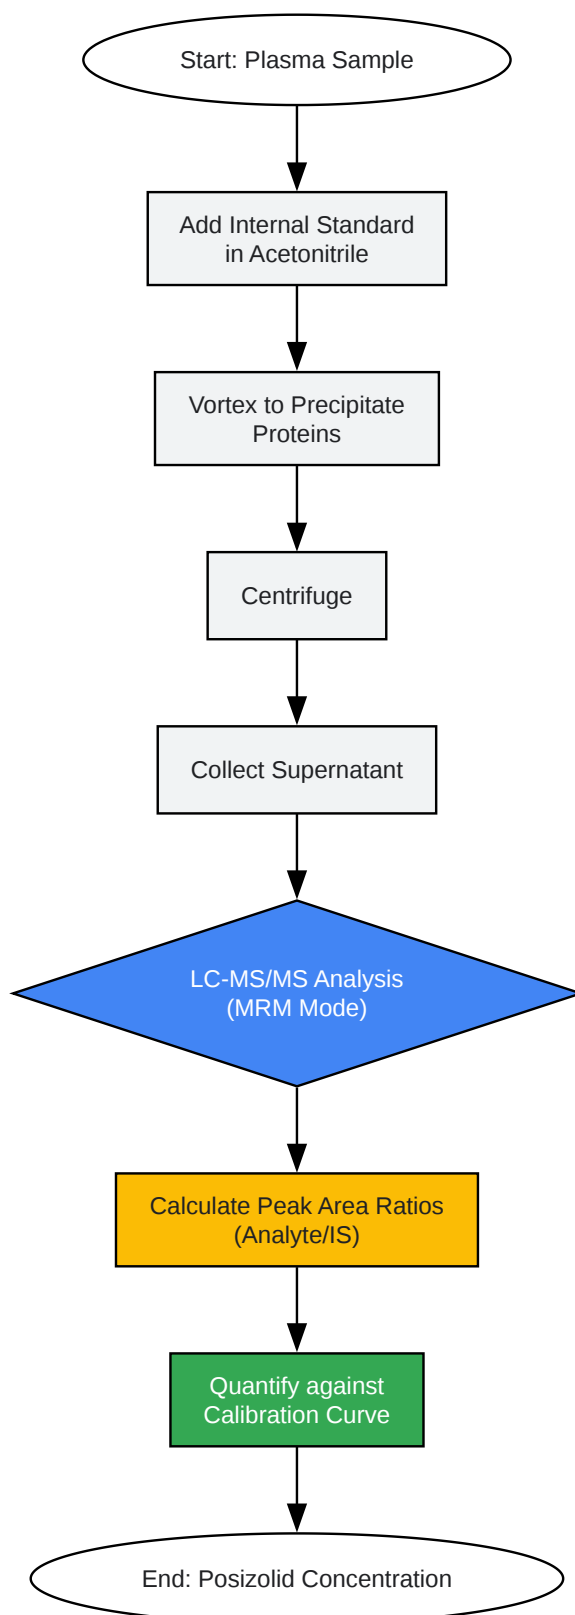 Start: Plasma Sample
Add Internal Standard
in Acetonitrile
Vortex to Precipitate
Proteins
Centrifuge
Collect Supernatant
LC-MS/MS Analysis
(MRM Mode)
Calculate Peak Area Ratios
(Analyte/IS)
Quantify against
Calibration Curve
End: Posizolid Concentration